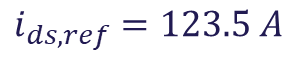 i_{ds,ref} = 123.5 A